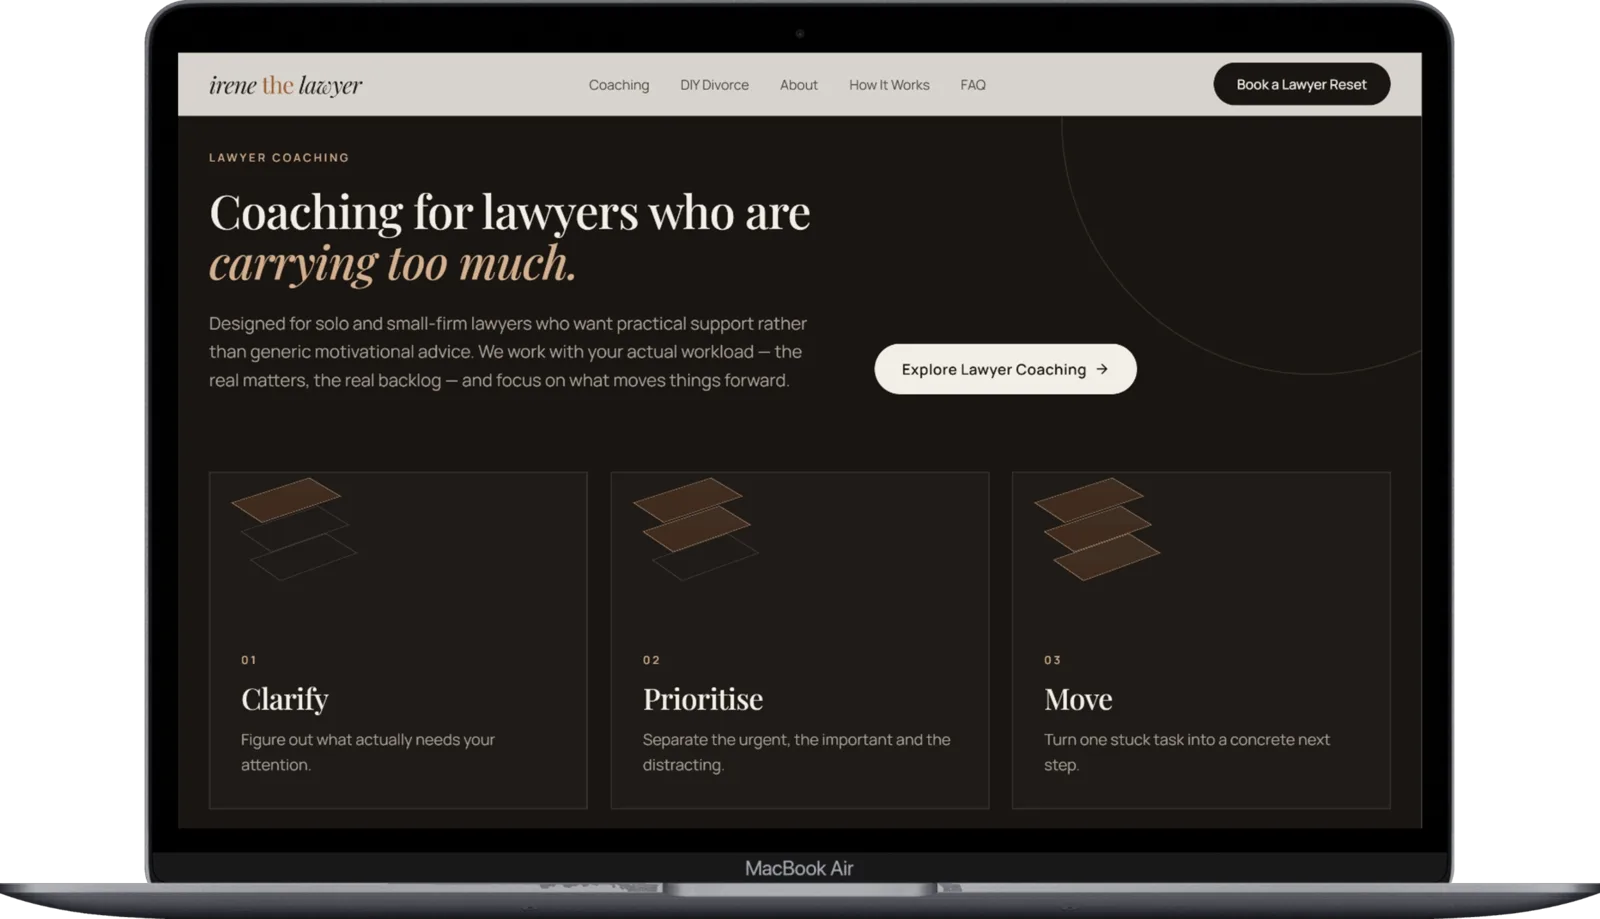 irene the lawyer
Coaching
DIY Divorce
About
How It Works
FAQ
Book a Lawyer Reset
LAWYER COACHING
Coaching for lawyers who are
carrying too much.
Designed for solo and small-firm lawyers who want practical support rather
than generic motivational advice. We work with your actual workload — the
real matters, the real backlog — and focus on what moves things forward.
Explore Lawyer Coaching →
01
Clarify
Figure out what actually needs your
attention.
02
Prioritise
Separate the urgent, the important and the
distracting.
03
Move
Turn one stuck task into a concrete next
step.
MacBook Air